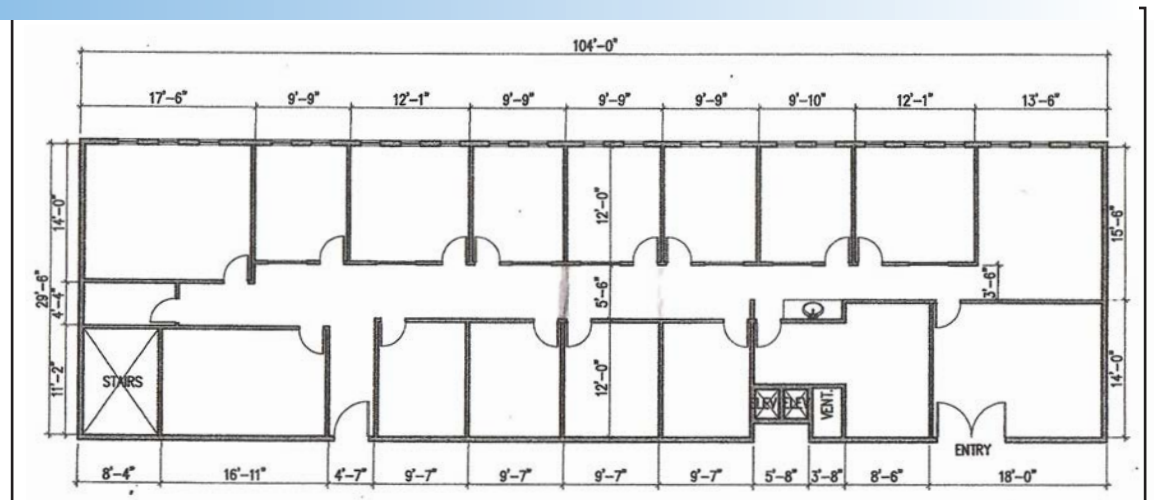 104'-0"
17'-6" 9'-9" 12'-1" 9'-9" 9'-9" 9'-9" 9'-10" 12'-1" 13'-6"
14'-0"
12'-0"
15'-6"
29'-6"
4'-4"
5'-6"
3'-6"
11'-2"
STAIRS
12'-0"
ELEV
ELEV
VENT.
14'-0"
ENTRY
8'-4" 16'-11" 4'-7" 9'-7" 9'-7" 9'-7" 9'-7" 5'-8" 3'-8" 8'-6" 18'-0"